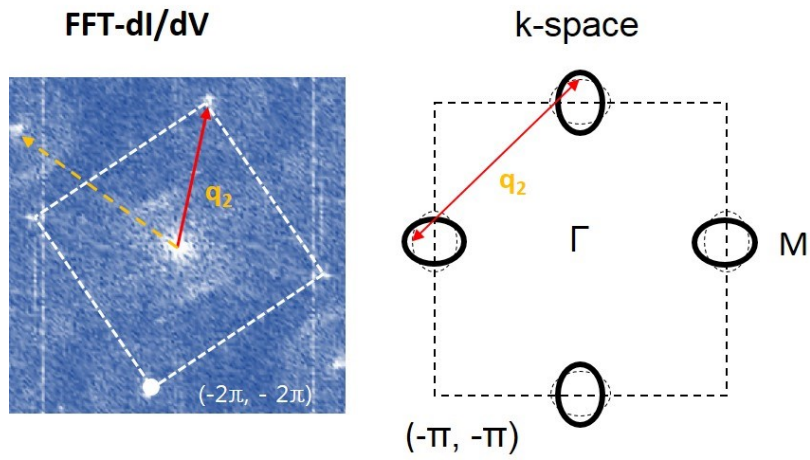 FFT-dI/dV
q2
(-2π, - 2π)
k-space
q2
Γ
M
(-π, -π)